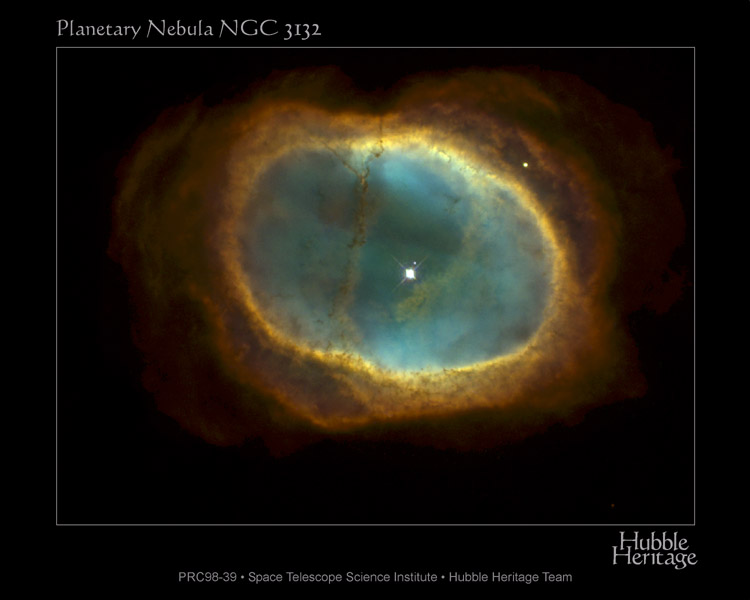 Planetary Nebula NGC 3132
Hubble
Heritage
PRC98-39 • Space Telescope Science Institute • Hubble Heritage Team